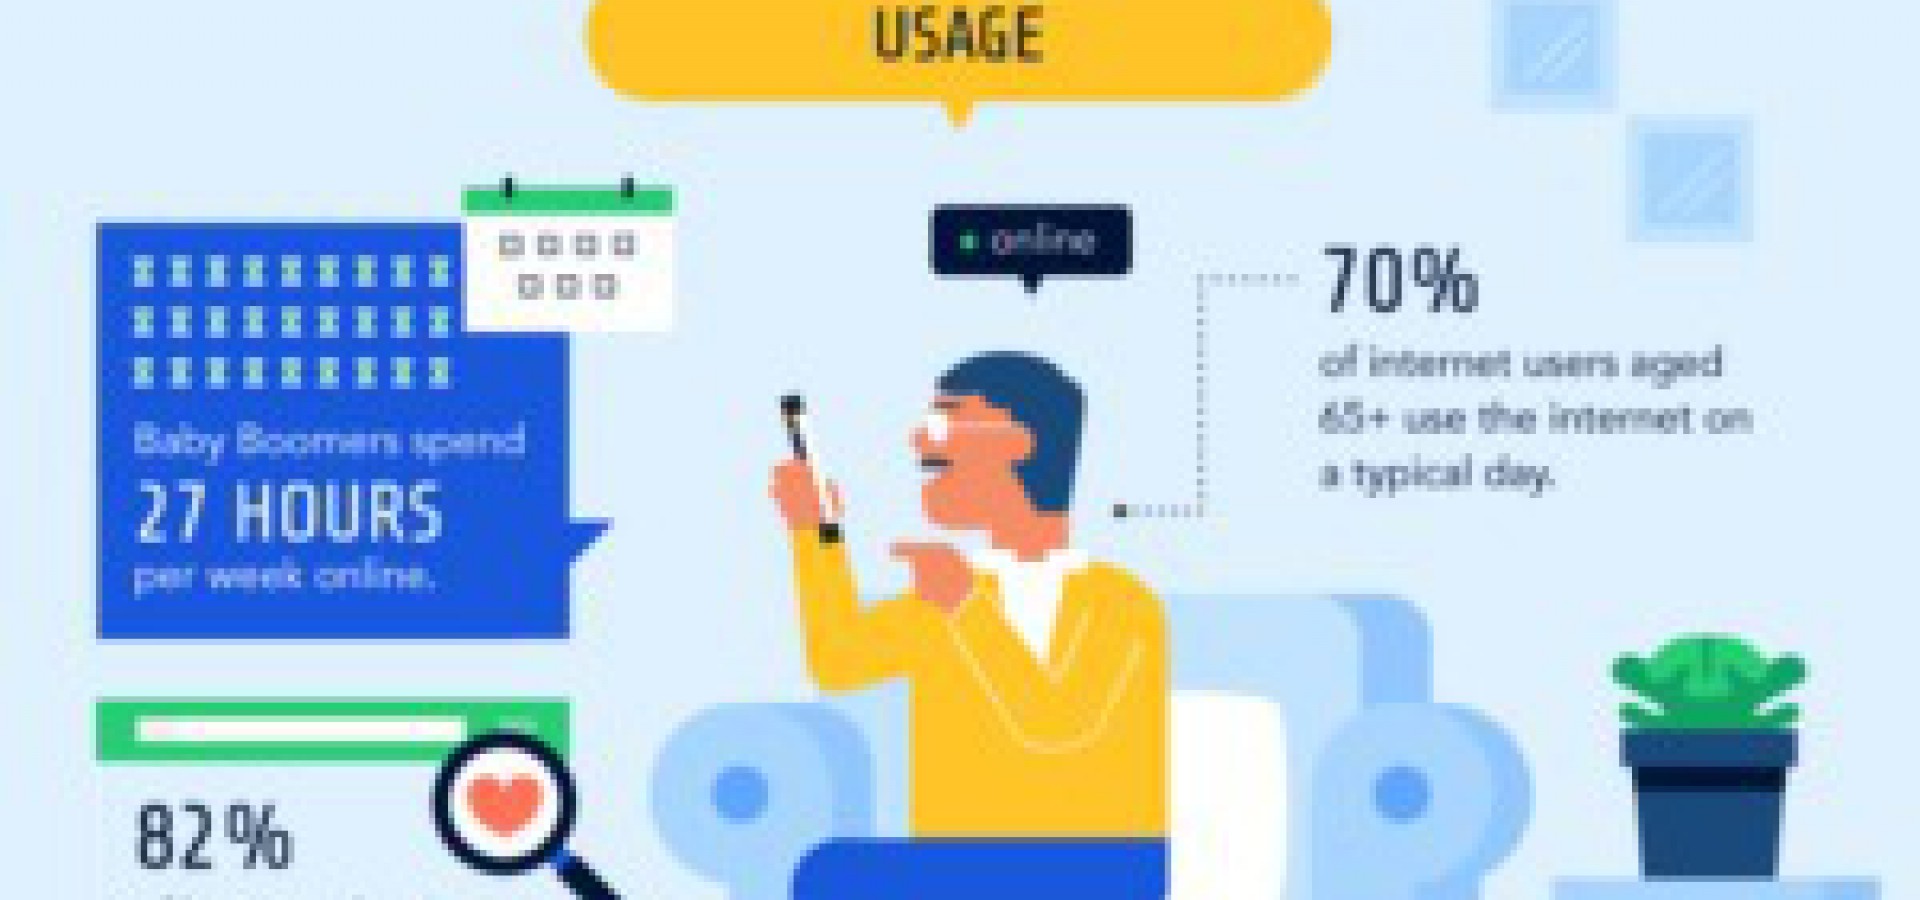 USAGE
online
Baby Boomers spend
27 HOURS
per week online.
70%
of internet users aged
65+ use the internet on
a typical day.
82%